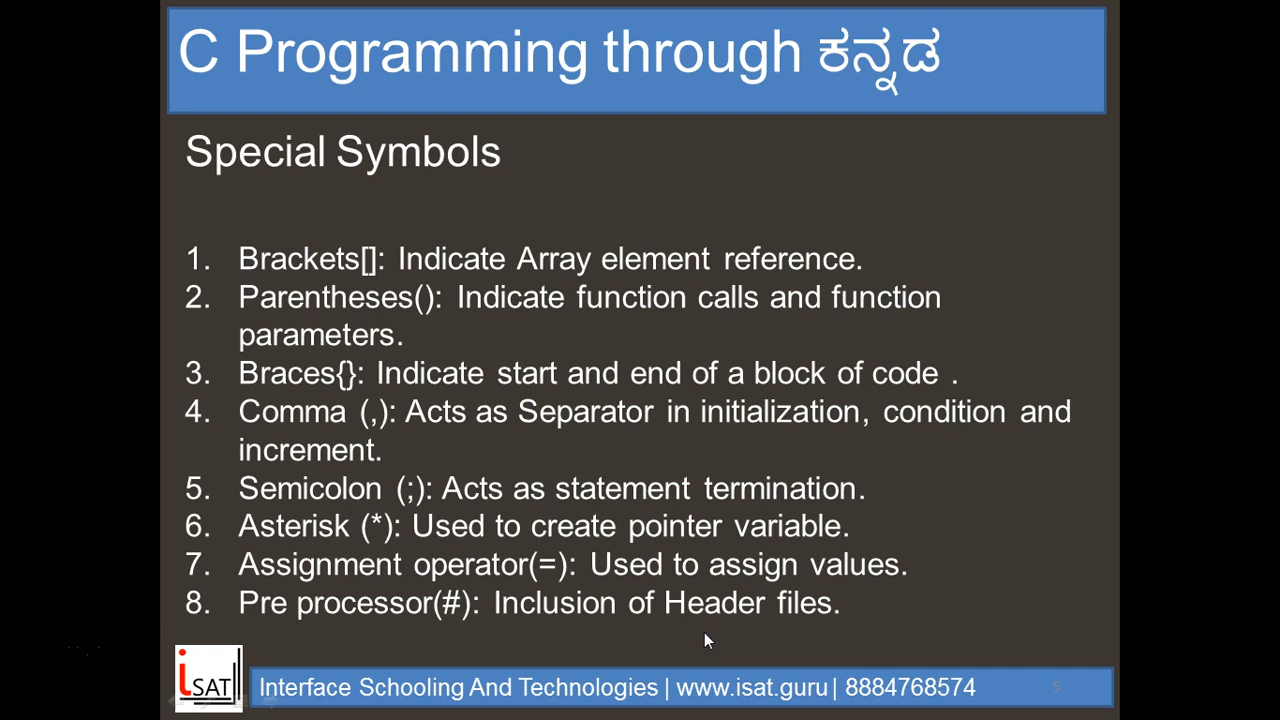 C Programming through ಕನ್ನಡ
Special Symbols
1. Brackets[]: Indicate Array element reference.
2. Parentheses(): Indicate function calls and function
parameters.
3. Braces{}: Indicate start and end of a block of code .
4. Comma (,): Acts as Separator in initialization, condition and
increment.
5. Semicolon (;): Acts as statement termination.
6. Asterisk (*): Used to create pointer variable.
7. Assignment operator(=): Used to assign values.
8. Pre processor(#): Inclusion of Header files.
iSAT
Interface Schooling And Technologies | www.isat.guru | 8884768574
5